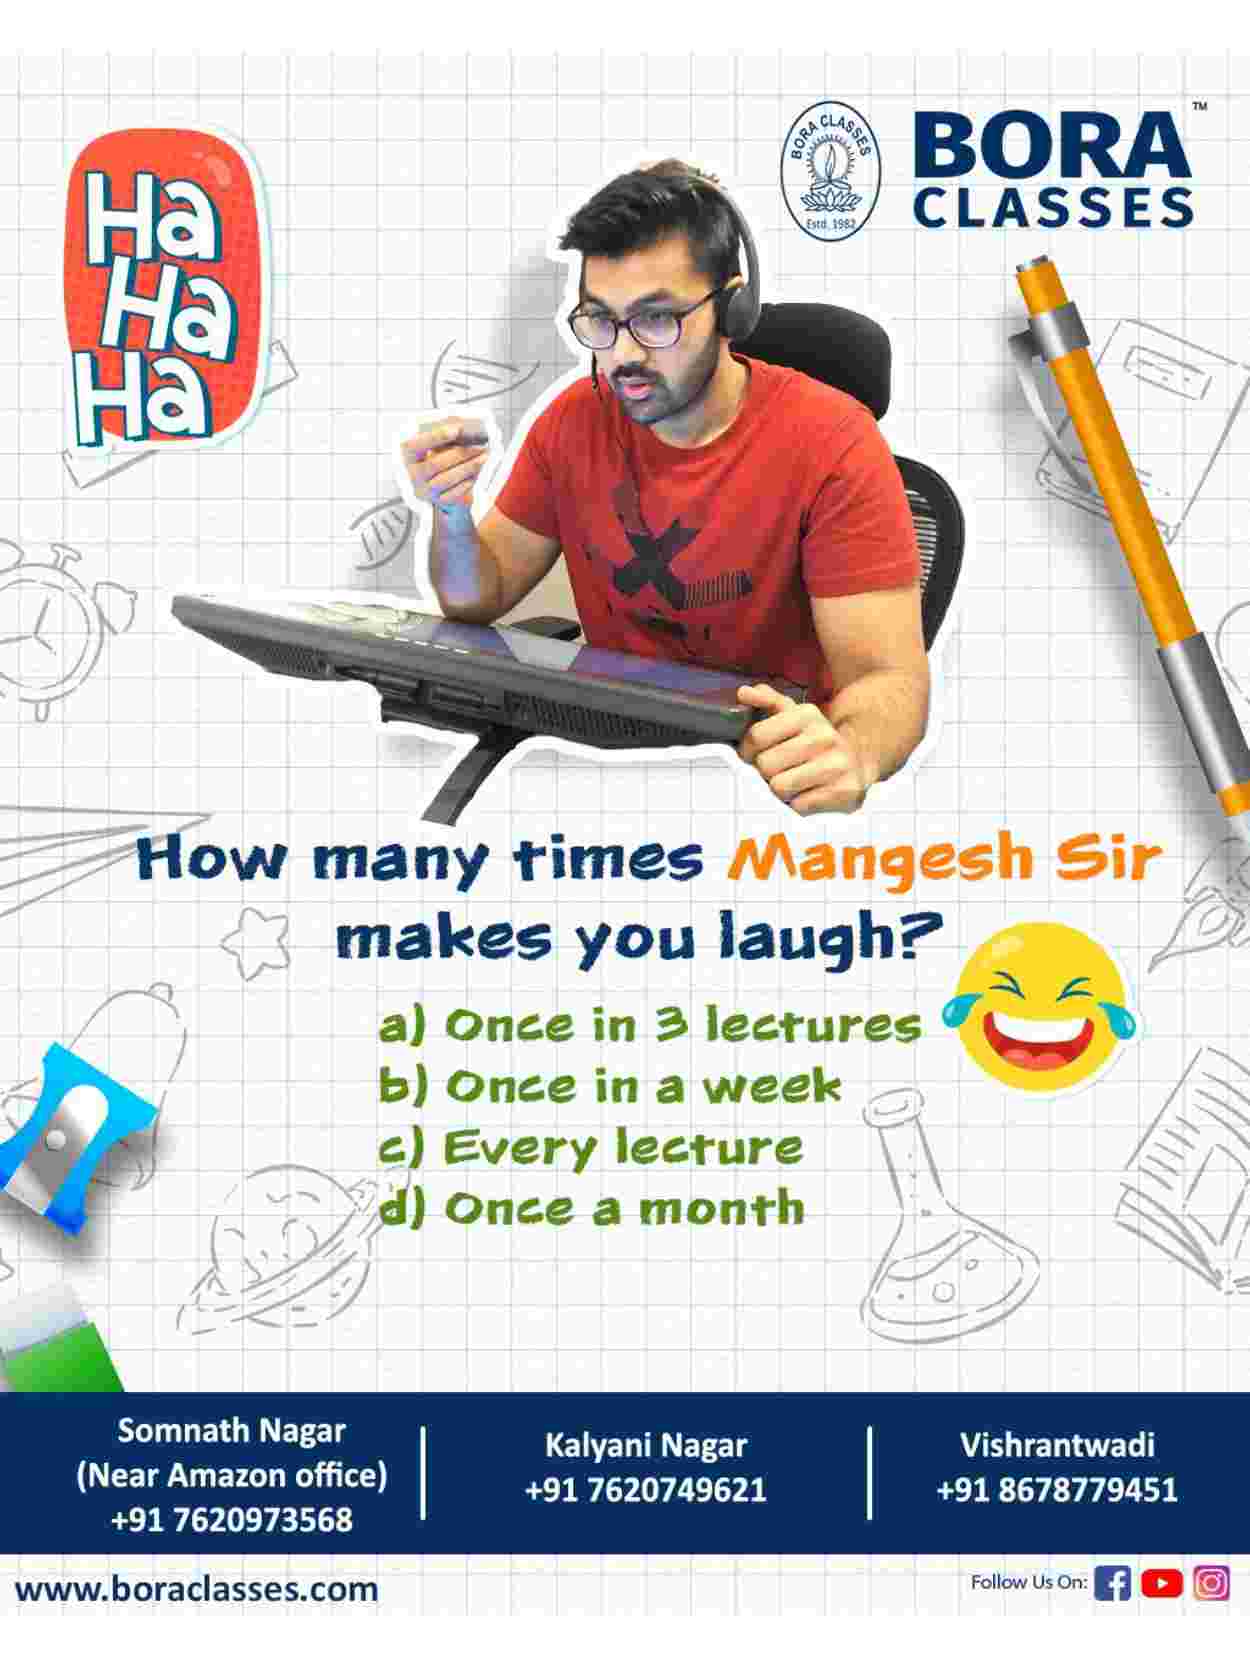 Ha
Ha
Ha
BORA CLASSES
Estd. 1982
BORA™
CLASSES
How many times Mangesh Sir
makes you laugh?
a) Once in 3 lectures
b) Once in a week
c) Every lecture
d) Once a month
Somnath Nagar
(Near Amazon office)
+91 7620973568
Kalyani Nagar
+91 7620749621
Vishrantwadi
+91 8678779451
www.boraclasses.com
Follow Us On: